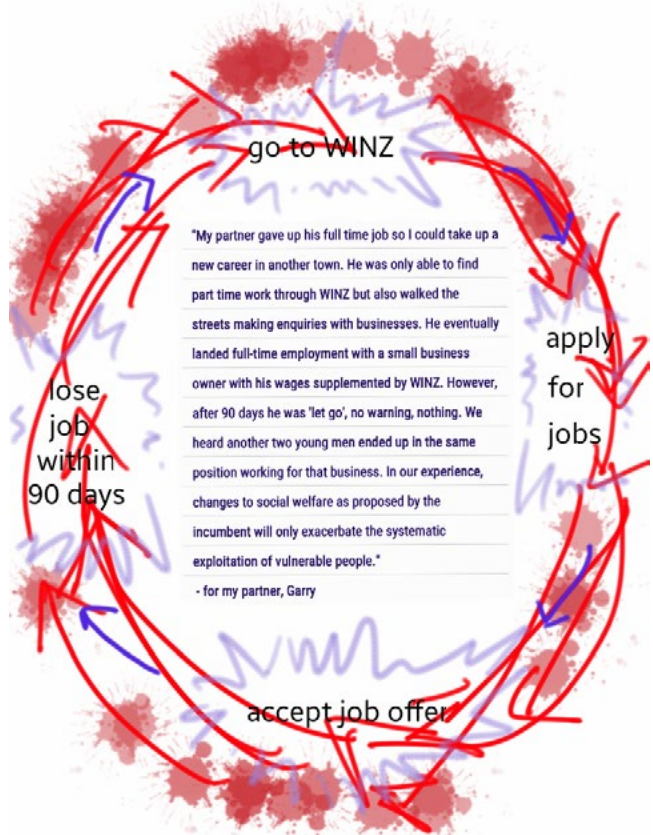 go to WINZ
"My partner gave up his full time job so I could take up a
new career in another town. He was only able to find
part time work through WINZ but also walked the
streets making enquiries with businesses. He eventually
landed full-time employment with a small business
owner with his wages supplemented by WINZ. However,
after 90 days he was 'let go', no warning, nothing. We
heard another two young men ended up in the same
position working for that business. In our experience,
changes to social welfare as proposed by the
incumbent will only exacerbate the systematic
exploitation of vulnerable people."
- for my partner, Garry
apply
for
jobs
accept job offer
lose
job
within
90 days